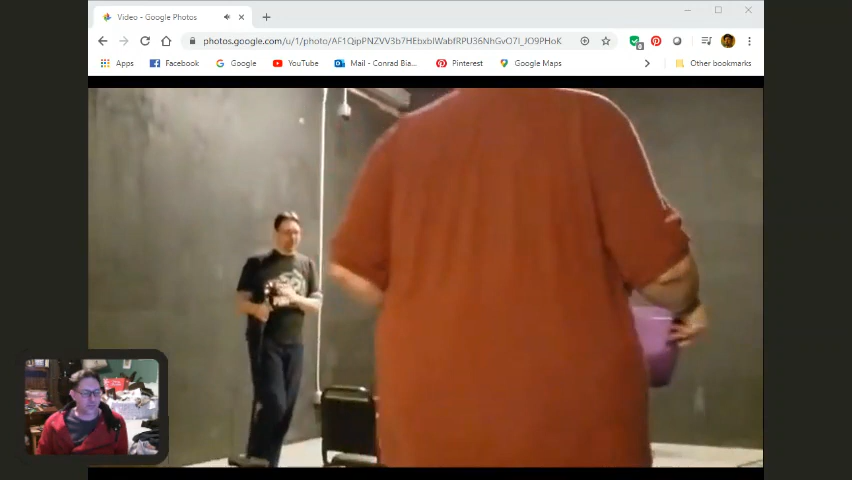 Video - Google Photos
photos.google.com/u/1/photo/AF1QipPNZVV3b7HEbxbIWabfRPU36NhGvO7I_JO9PHoK
Apps Facebook Google YouTube Mail - Conrad Bia... Pinterest Google Maps Other bookmarks